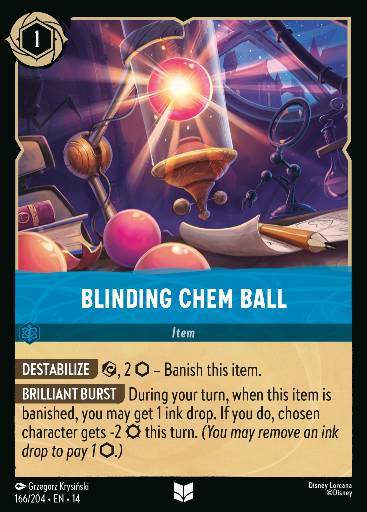 1
BLINDING CHEM BALL
Item
DESTABILIZE ⟳, 2 ⬡ – Banish this item.
BRILLIANT BURST During your turn, when this item is
banished, you may get 1 ink drop. If you do, chosen
character gets -2 ¤ this turn. (You may remove an ink
drop to pay 1 ⬡.)
Grzegorz Krysiński
166/204 • EN • 14
Disney Lorcana
©Disney